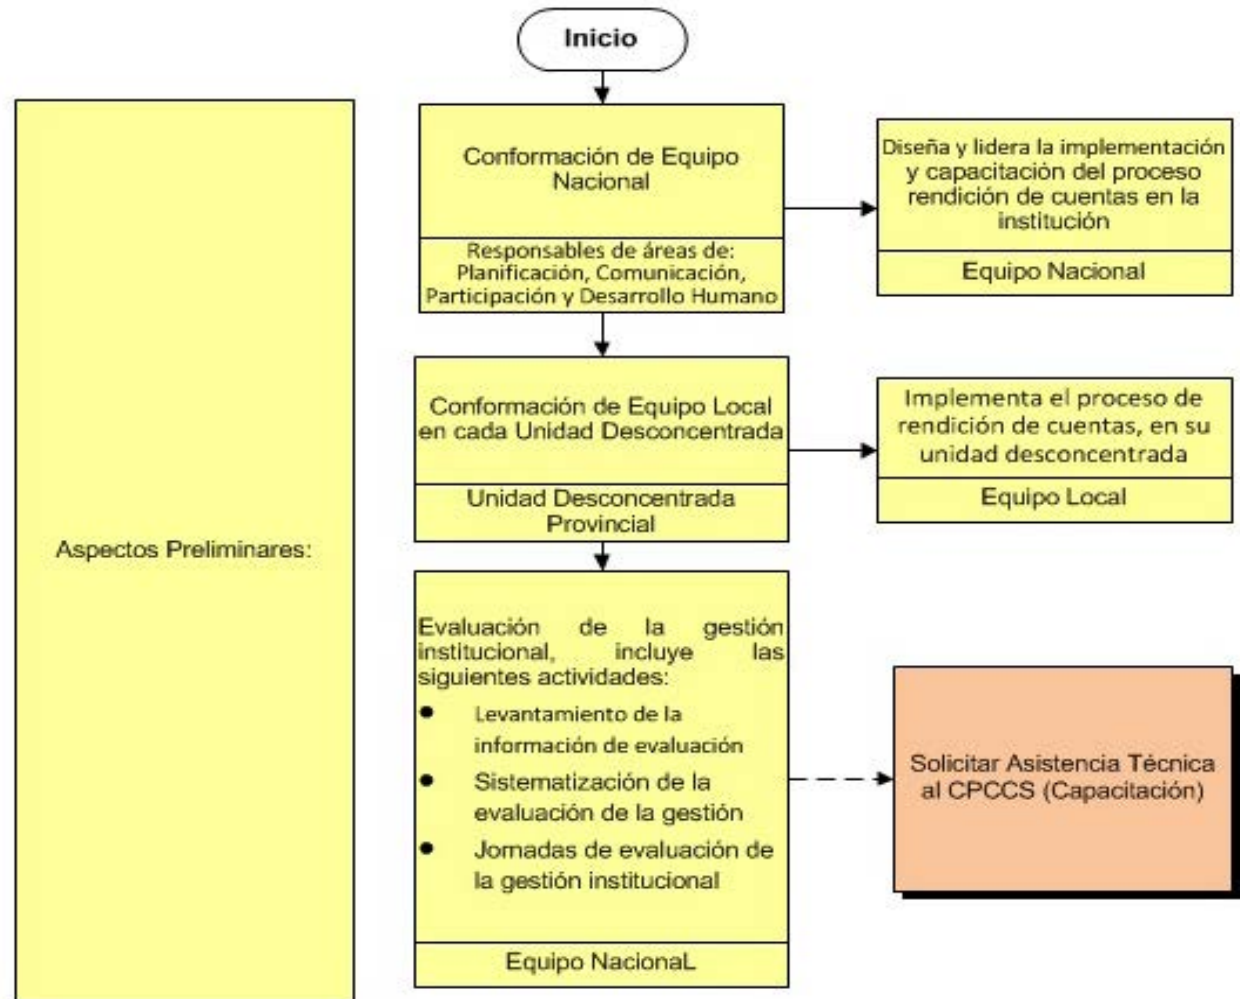 Inicio
Conformación de Equipo
Nacional
Responsables de áreas de:
Planificación, Comunicación,
Participación y Desarrollo Humano
Diseña y lidera la implementación
y capacitación del proceso
rendición de cuentas en la
institución
Equipo Nacional
Conformación de Equipo Local
en cada Unidad Desconcentrada
Unidad Desconcentrada
Provincial
Implementa el proceso de
rendición de cuentas, en su
unidad desconcentrada
Equipo Local
Aspectos Preliminares:
Evaluación de la gestión
institucional, incluye las
siguientes actividades:
● Levantamiento de la
información de evaluación
● Sistematización de la
evaluación de la gestión
● Jornadas de evaluación de
la gestión institucional
Equipo NacionaL
Solicitar Asistencia Técnica
al CPCCS (Capacitación)